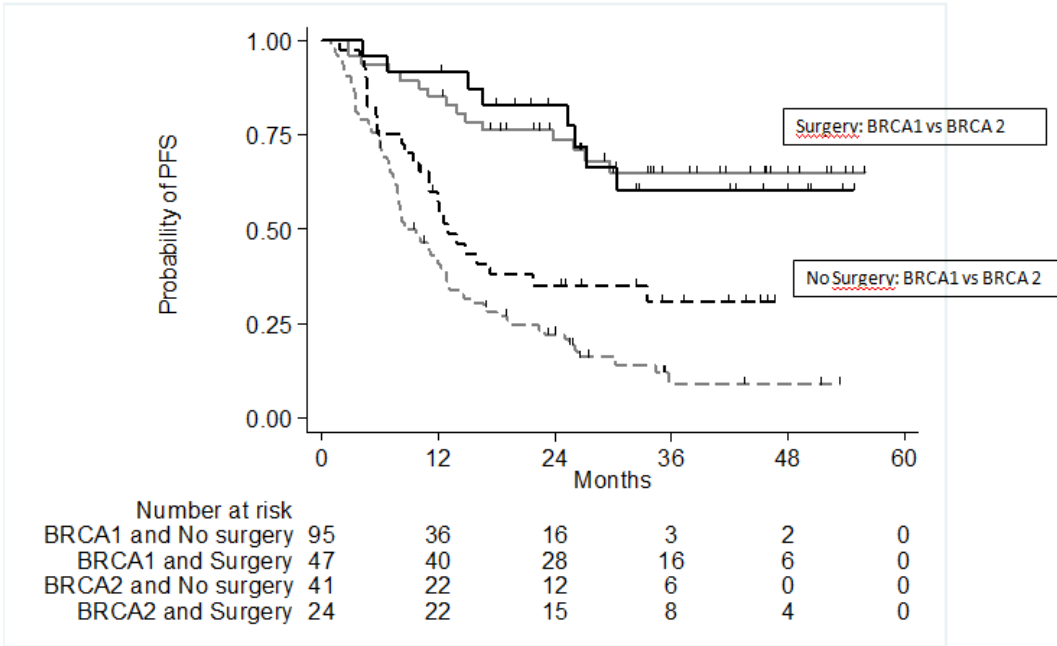 1.00
0.75
0.50
0.25
0.00
Probability of PFS
Surgery: BRCA1 vs BRCA 2
No Surgery: BRCA1 vs BRCA 2
0 12 24 36 48 60
Months
Number at risk
BRCA1 and No surgery 95 36 16 3 2 0
BRCA1 and Surgery 47 40 28 16 6 0
BRCA2 and No surgery 41 22 12 6 0 0
BRCA2 and Surgery 24 22 15 8 4 0